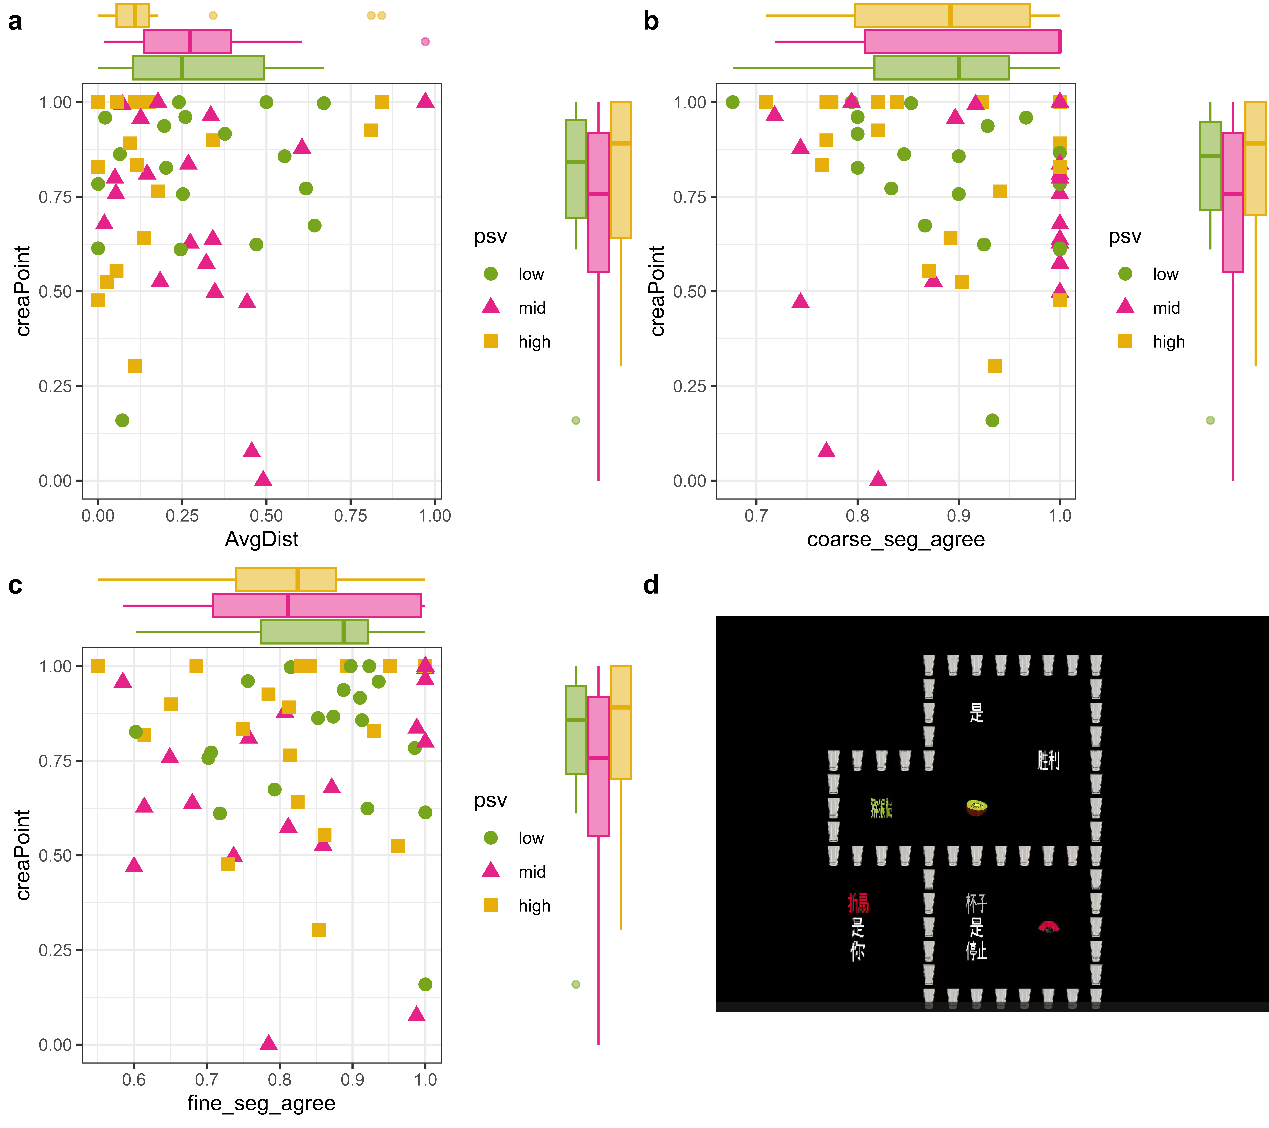 a
1.00
0.75
0.50
0.25
0.00
creaPoint
0.00 0.25 0.50 0.75 1.00
AvgDist
psv
low
mid
high
b
1.00
0.75
0.50
0.25
0.00
creaPoint
0.7 0.8 0.9 1.0
coarse_seg_agree
psv
low
mid
high
c
1.00
0.75
0.50
0.25
0.00
creaPoint
0.6 0.7 0.8 0.9 1.0
fine_seg_agree
psv
low
mid
high
d
是
胜利
折扇
是
你
杯子
是
停止